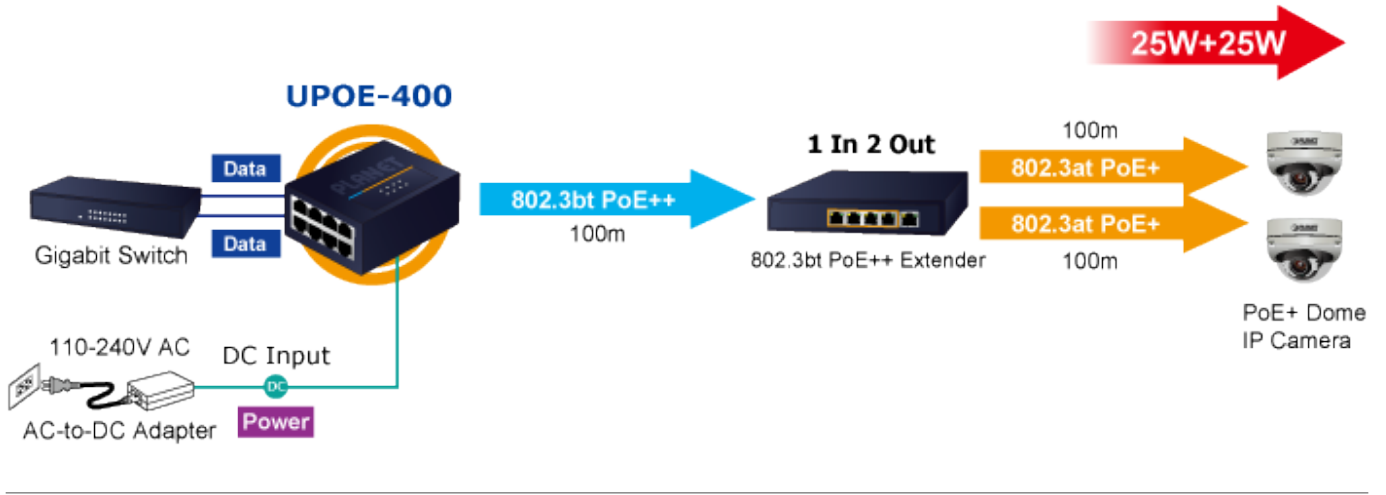 25W+25W
UPOE-400
Data
PLANET
Data
Gigabit Switch
802.3bt PoE++
100m
1 In 2 Out
802.3bt PoE++ Extender
100m
802.3at PoE+
802.3at PoE+
100m
PoE+ Dome
IP Camera
110-240V AC
DC Input
DC
AC-to-DC Adapter
Power